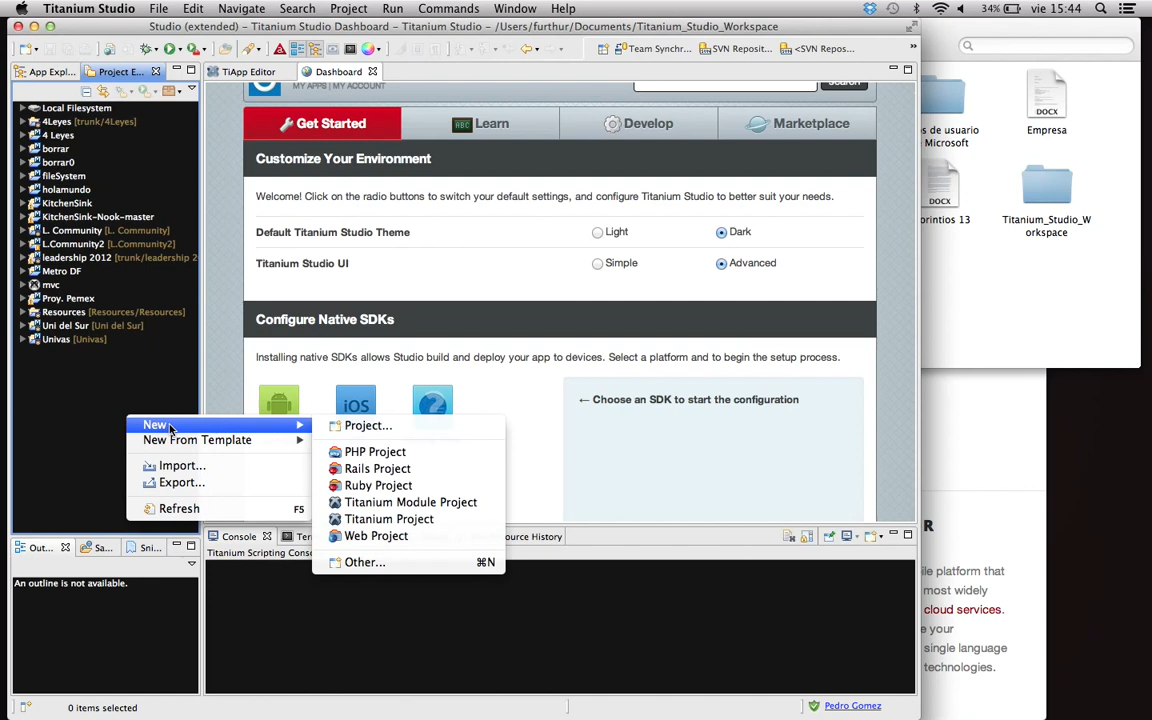 Titanium Studio File Edit Navigate Search Project Run Commands Window Help 34% vie 15:44
Studio (extended) – Titanium Studio Dashboard – Titanium Studio – /Users/furthur/Documents/Titanium_Studio_Workspace
Team Synchr... SVN Reposit... <SVN Repos... »
App Expl... Project E... TiApp Editor Dashboard
MY APPS | MY ACCOUNT
Local Filesystem
4Leyes [trunk/4Leyes]
4 Leyes
borrar
borrar0
fileSystem
holamundo
KitchenSink
KitchenSink-Nook-master
L. Community [L. Community]
L.Community2 [L.Community2]
leadership 2012 [trunk/leadership 2
Metro DF
mvc
Proy. Pemex
Resources [Resources/Resources]
Uni del Sur [Uni del Sur]
Univas [Univas]
Get Started ABC Learn Develop Marketplace
Customize Your Environment
Welcome! Click on the radio buttons to switch your default settings, and configure Titanium Studio to better suit your needs.
Default Titanium Studio Theme Light Dark
Titanium Studio UI Simple Advanced
Configure Native SDKs
Installing native SDKs allows Studio build and deploy your app to devices. Select a platform and to begin the setup process.
iOS
← Choose an SDK to start the configuration
New
New From Template
Import...
Export...
Refresh F5
Project...
PHP Project
Rails Project
Ruby Project
Titanium Module Project
Titanium Project
Web Project
Other... ⌘N
Out... Sa... Sni...
An outline is not available.
Console Ter source History
Titanium Scripting Conso
0 items selected
Pedro Gomez
os de usuario
Microsoft
DOCX
Empresa
DOCX
orintios 13
Titanium_Studio_W
orkspace
R
ile platform that
most widely
cloud services.
e your
single language
technologies.